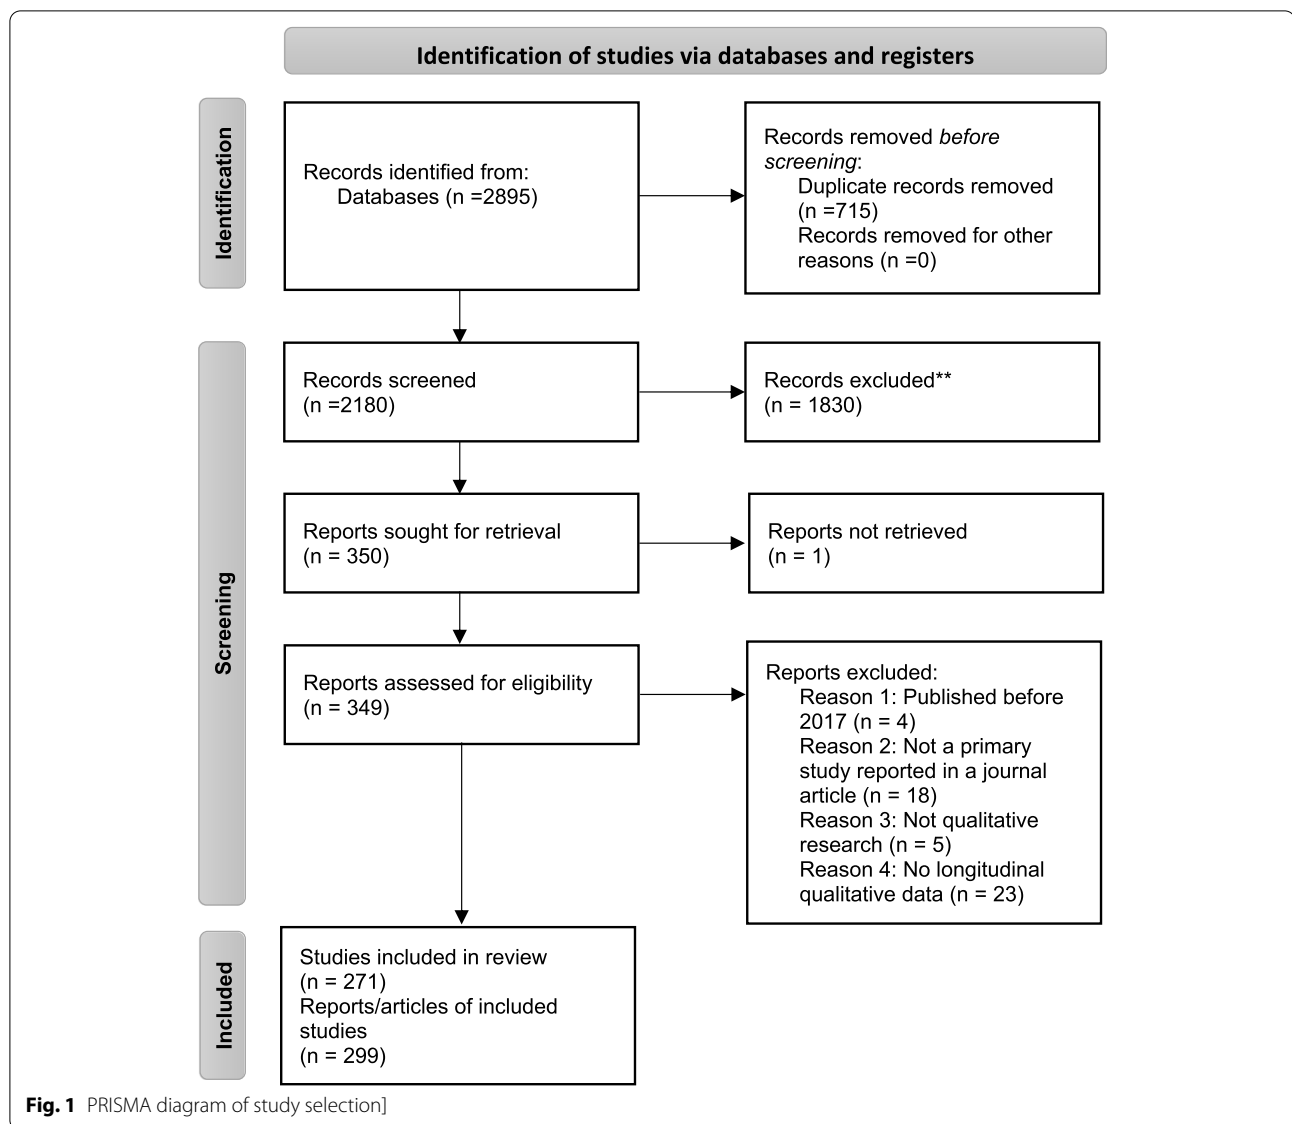 Identification of studies via databases and registers
Identification
Records identified from:
Databases (n =2895)
Records removed before
screening:
Duplicate records removed
(n =715)
Records removed for other
reasons (n =0)
Screening
Records screened
(n =2180)
Records excluded**
(n = 1830)
Reports sought for retrieval
(n = 350)
Reports not retrieved
(n = 1)
Reports assessed for eligibility
(n = 349)
Reports excluded:
Reason 1: Published before
2017 (n = 4)
Reason 2: Not a primary
study reported in a journal
article (n = 18)
Reason 3: Not qualitative
research (n = 5)
Reason 4: No longitudinal
qualitative data (n = 23)
Included
Studies included in review
(n = 271)
Reports/articles of included
studies
(n = 299)
Fig. 1 PRISMA diagram of study selection]